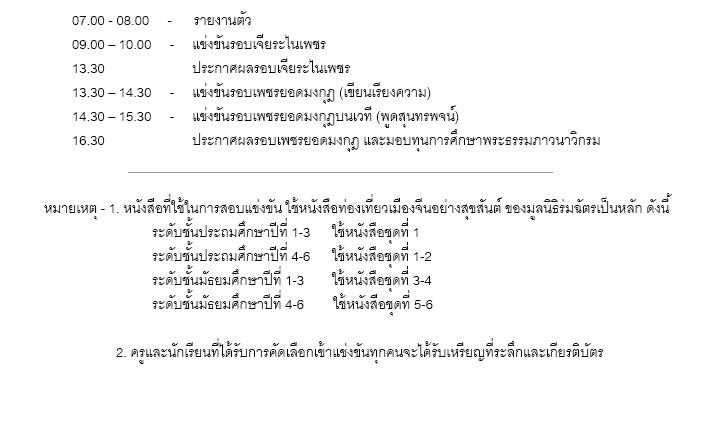 07.00 - 08.00 - รายงานตัว
09.00 – 10.00 - แข่งขันรอบเจียระไนเพชร
13.30 ประกาศผลรอบเจียระไนเพชร
13.30 – 14.30 - แข่งขันรอบเพชรยอดมงกุฎ (เขียนเรียงความ)
14.30 – 15.30 - แข่งขันรอบเพชรยอดมงกุฎบนเวที (พูดสุนทรพจน์)
16.30 ประกาศผลรอบเพชรยอดมงกุฎ และมอบทุนการศึกษาพระธรรมภาวนาวิกรม
หมายเหตุ - 1. หนังสือที่ใช้ในการสอบแข่งขัน ใช้หนังสือท่องเที่ยวเมืองจีนอย่างสุขสันต์ ของมูลนิธิร่มฉัตรเป็นหลัก ดังนี้
ระดับชั้นประถมศึกษาปีที่ 1-3 ใช้หนังสือชุดที่ 1
ระดับชั้นประถมศึกษาปีที่ 4-6 ใช้หนังสือชุดที่ 1-2
ระดับชั้นมัธยมศึกษาปีที่ 1-3 ใช้หนังสือชุดที่ 3-4
ระดับชั้นมัธยมศึกษาปีที่ 4-6 ใช้หนังสือชุดที่ 5-6
2. ครูและนักเรียนที่ได้รับการคัดเลือกเข้าแข่งขันทุกคนจะได้รับเหรียญที่ระลึกและเกียรติบัตร